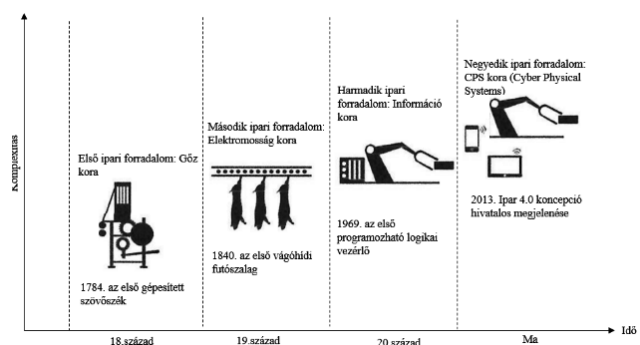 Komplexitás
Első ipari forradalom: Gőz
kora
1784. az első gépesített
szövőszék
18.század
Második ipari forradalom:
Elektromosság kora
1840. az első vágóhídi
futószalag
19.század
Harmadik ipari
forradalom: Információ
kora
1969. az első
programozható logikai
vezérlő
20.század
Negyedik ipari forradalom:
CPS kora (Cyber Physical
Systems)
2013. Ipar 4.0 koncepció
hivatalos megjelenése
Ma
Idő